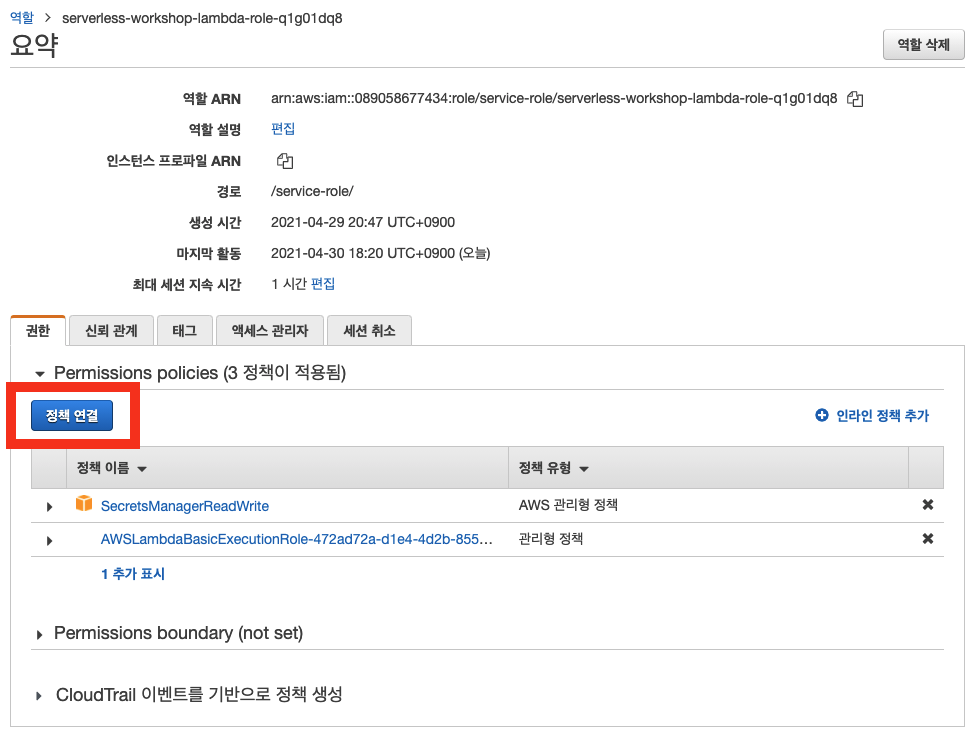 역할 > serverless-workshop-lambda-role-q1g01dq8
요약
역할 삭제
역할 ARN arn:aws:iam::089058677434:role/service-role/serverless-workshop-lambda-role-q1g01dq8
역할 설명 편집
인스턴스 프로파일 ARN
경로 /service-role/
생성 시간 2021-04-29 20:47 UTC+0900
마지막 활동 2021-04-30 18:20 UTC+0900 (오늘)
최대 세션 지속 시간 1 시간 편집
권한 신뢰 관계 태그 액세스 관리자 세션 취소
Permissions policies (3 정책이 적용됨)
정책 연결 인라인 정책 추가
정책 이름 정책 유형
SecretsManagerReadWrite AWS 관리형 정책
AWSLambdaBasicExecutionRole-472ad72a-d1e4-4d2b-855... 관리형 정책
1 추가 표시
Permissions boundary (not set)
CloudTrail 이벤트를 기반으로 정책 생성